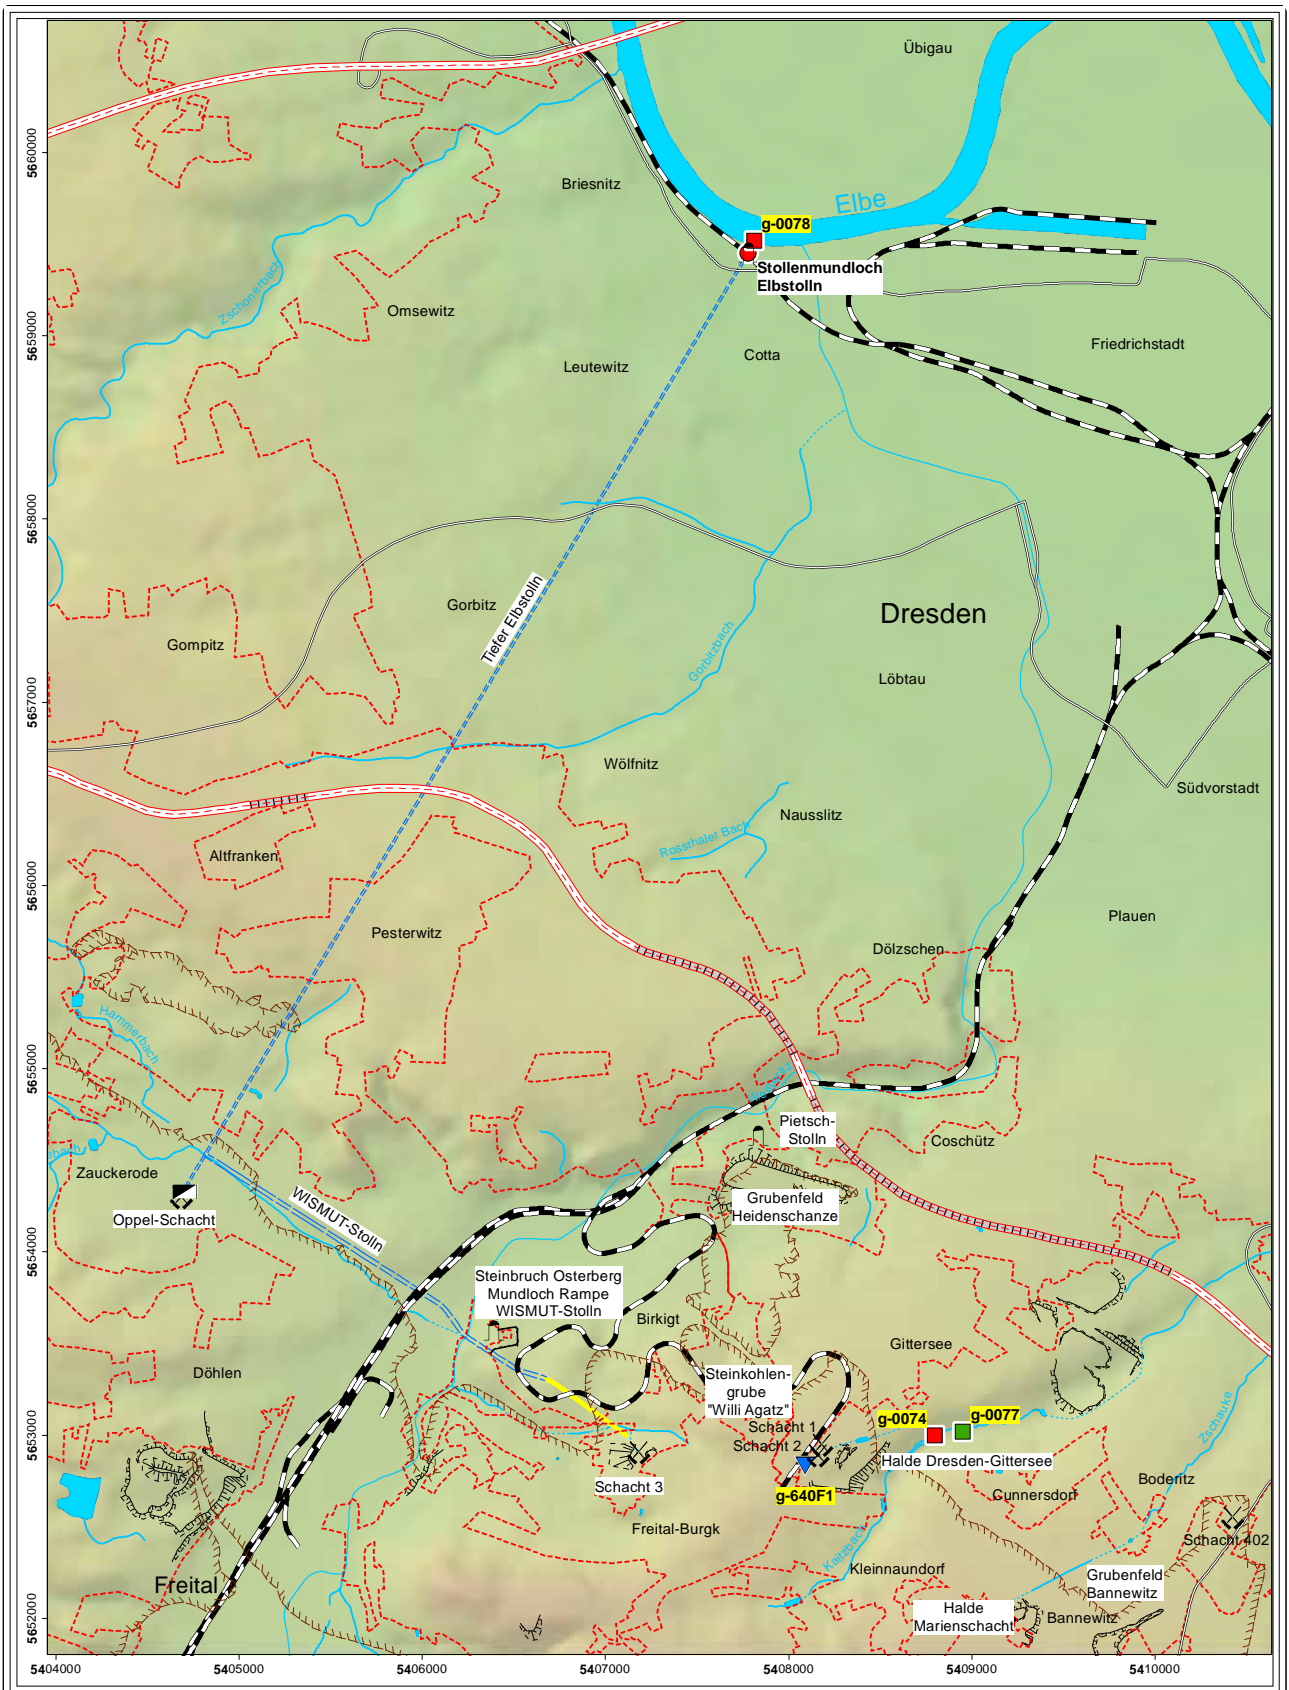 Übigau
5660000
Briesnitz
Elbe
g-0078
Stollenmundloch
Elbstolln
Zschonerbach
Omsewitz
5659000
Friedrichstadt
Cotta
Leutewitz
5658000
Tiefer Elbstolln
Gorbitz
Dresden
Gompitz
Gorbitzbach
Löbtau
5657000
Wölfnitz
Südvorstadt
Nausslitz
Rossthaler Bach
Altfranken
5656000
Plauen
Pesterwitz
Dölzschen
Hammerbach
5655000
Pietsch-
Stolln
Coschütz
Zauckerode
WISMUT-Stolln
Grubenfeld
Heidenschanze
Oppel-Schacht
5654000
Steinbruch Osterberg
Mundloch Rampe
WISMUT-Stolln
Birkigt
Gittersee
Döhlen
Steinkohlen-
grube
"Willi Agatz"
Zschauke
g-0074
g-0077
Schacht 1
Schacht 2
5653000
Halde Dresden-Gittersee
Schacht 3
g-640F1
Boderitz
Cunnersdorf
Freital-Burgk
Schacht 402
Kaitzbach
Kleinnaundorf
Grubenfeld
Bannewitz
Freital
Halde
Marienschacht
Bannewitz
5652000
5404000
5405000
5406000
5407000
5408000
5409000
5410000